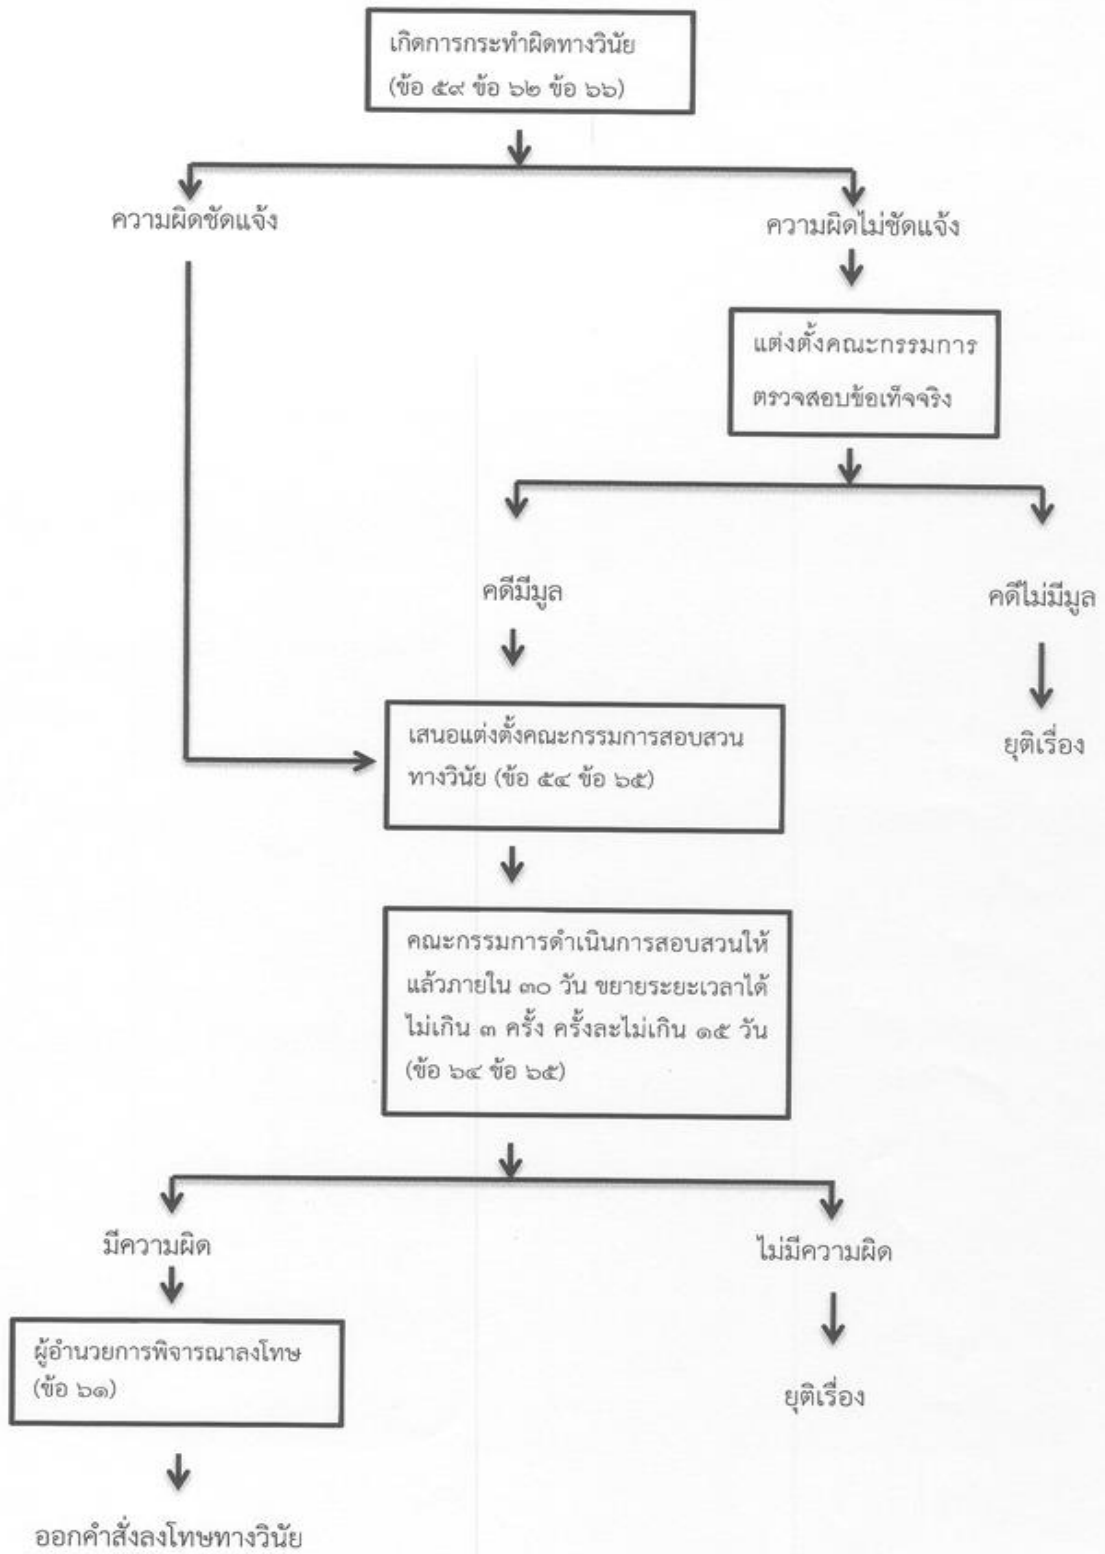 เกิดการกระทำผิดทางวินัย
(ข้อ ๕๙ ข้อ ๖๒ ข้อ ๖๖)
ความผิดชัดแจ้ง
ความผิดไม่ชัดแจ้ง
แต่งตั้งคณะกรรมการ
ตรวจสอบข้อเท็จจริง
คดีมีมูล
คดีไม่มีมูล
เสนอแต่งตั้งคณะกรรมการสอบสวน
ทางวินัย (ข้อ ๕๔ ข้อ ๖๕)
ยุติเรื่อง
คณะกรรมการดำเนินการสอบสวนให้
แล้วภายใน ๓๐ วัน ขยายระยะเวลาได้
ไม่เกิน ๓ ครั้ง ครั้งละไม่เกิน ๑๕ วัน
(ข้อ ๖๔ ข้อ ๖๕)
มีความผิด
ไม่มีความผิด
ผู้อำนวยการพิจารณาลงโทษ
(ข้อ ๖๑)
ยุติเรื่อง
ออกคำสั่งลงโทษทางวินัย